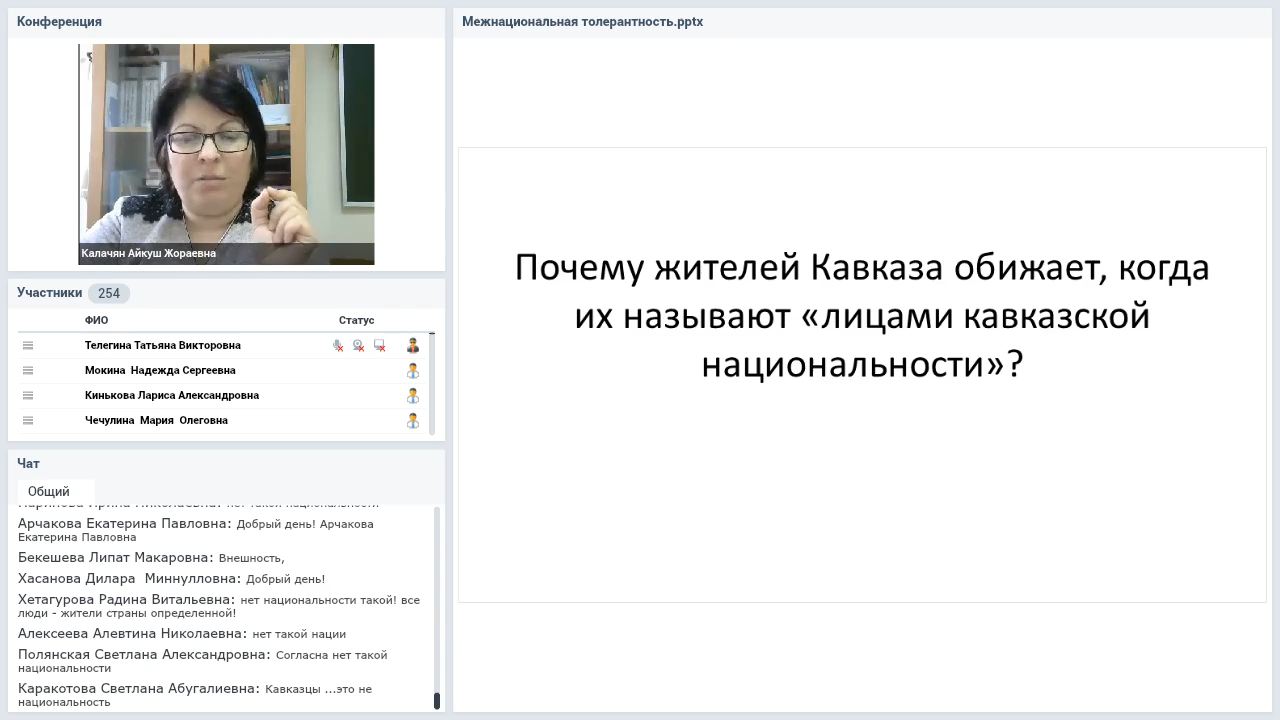 Конференция
Калачян Айкуш Жораевна
Участники 254
ФИО Статус
Телегина Татьяна Викторовна
Мокина Надежда Сергеевна
Кинькова Лариса Александровна
Чечулина Мария Олеговна
Чат
Общий
Арчакова Екатерина Павловна: Добрый день! Арчакова
Екатерина Павловна
Бекешева Липат Макаровна: Внешность,
Хасанова Дилара Миннулловна: Добрый день!
Хетагурова Радина Витальевна: нет национальности такой! все
люди - жители страны определенной!
Алексеева Алевтина Николаевна: нет такой нации
Полянская Светлана Александровна: Согласна нет такой
национальности
Каракотова Светлана Абугалиевна: Кавказцы ...это не
национальность
Межнациональная толерантность.pptx
Почему жителей Кавказа обижает, когда
их называют «лицами кавказской
национальности»?